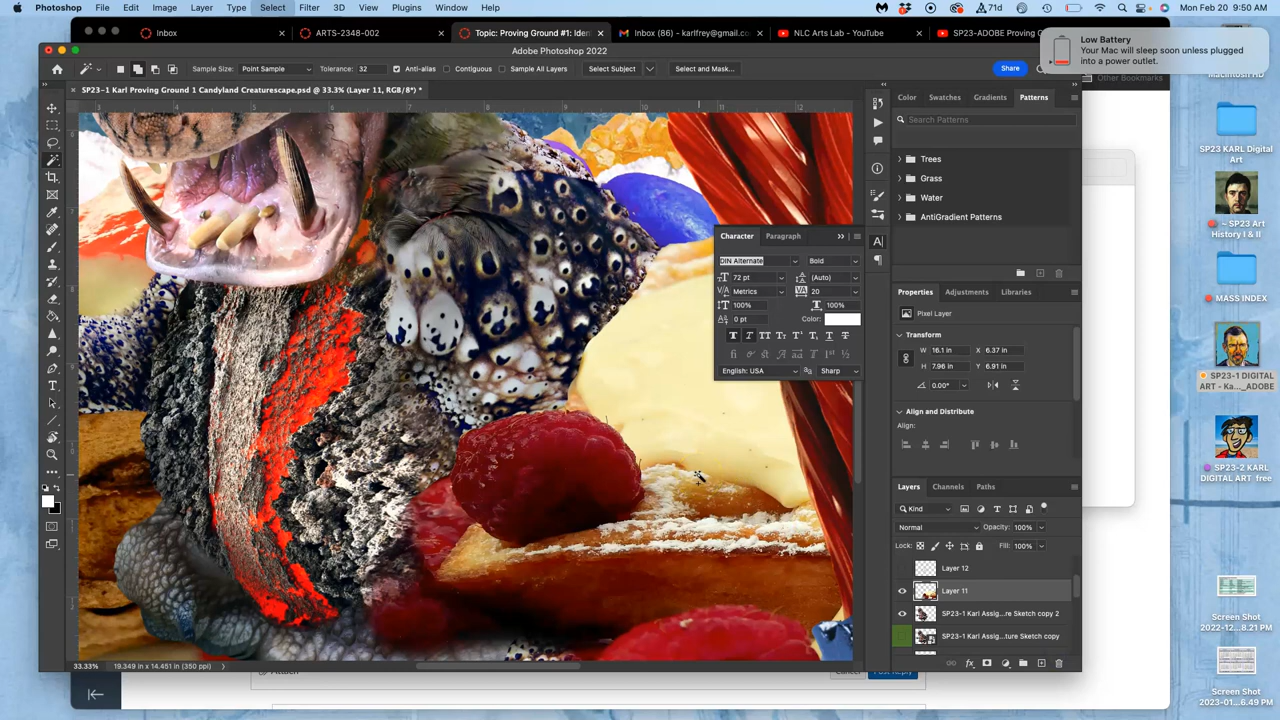 Photoshop File Edit Image Layer Type Select Filter 3D View Plugins Window Help
71d
Mon Feb 20 9:50 AM
Inbox
ARTS-2348-002
Topic: Proving Ground #1: Iden
Inbox (86) - karlfrey@gmail.co
NLC Arts Lab - YouTube
SP23-ADOBE Proving G
Low Battery
Your Mac will sleep soon unless plugged
into a power outlet.
Adobe Photoshop 2022
Sample Size: Point Sample
Tolerance: 32
Anti-alias
Contiguous
Sample All Layers
Select Subject
Select and Mask...
Share
Other Bookmarks
SP23-1 Karl Proving Ground 1 Candyland Creaturescape.psd @ 33.3% (Layer 11, RGB/8*) *
Color Swatches Gradients Patterns
Search Patterns
Trees
Grass
Water
AntiGradient Patterns
Character Paragraph
DIN Alternate Bold
72 pt (Auto)
Metrics 20
100% 100%
0 pt Color:
English: USA Sharp
Properties Adjustments Libraries
Pixel Layer
Transform
W 16.1 in X 6.37 in
H 7.96 in Y 6.91 in
0.00°
Align and Distribute
Align:
Layers Channels Paths
Kind
Normal Opacity: 100%
Lock: Fill: 100%
Layer 12
Layer 11
SP23-1 Karl Assig...re Sketch copy 2
SP23-1 Karl Assig...ture Sketch copy
33.33% 19.349 in x 14.451 in (350 ppi)
Cancel
Post Reply
SP23 KARL Digital
Art
~ SP23 Art
History I & II
MASS INDEX
SP23-1 DIGITAL
ART - Ka..._ADOBE
SP23-2 KARL
DIGITAL ART free
Screen Shot
2022-12...8.21 PM
Screen Shot
2023-01...6.49 PM